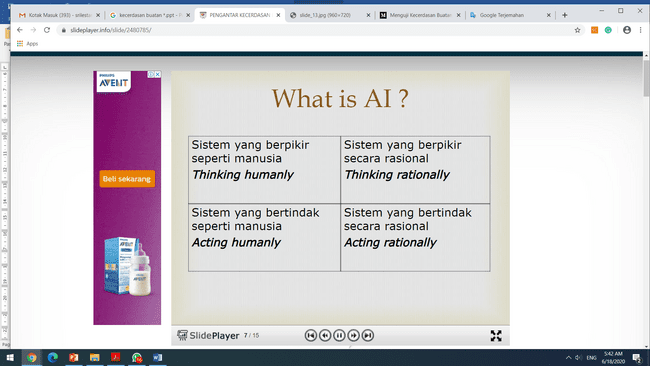 Kotak Masuk (393) - sriles
kecerdasan buatan *.ppt -
PENGANTAR KECERDASAN
slide_13.jpg (960×720)
Menguji Kecerdasan Buatan
Google Terjemahan
slideplayer.info/slide/2480785/
Apps
PHILIPS
AVENT
Beli sekarang
What is AI ?
Sistem yang berpikir
seperti manusia
Thinking humanly
Sistem yang berpikir
secara rasional
Thinking rationally
Sistem yang bertindak
seperti manusia
Acting humanly
Sistem yang bertindak
secara rasional
Acting rationally
SlidePlayer
7 / 15
ENG
5:42 AM
6/18/2020